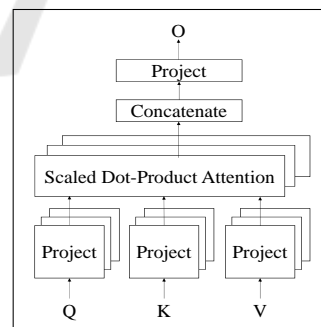 O
Project
Concatenate
Scaled Dot-Product Attention
Project Project Project
Q K V